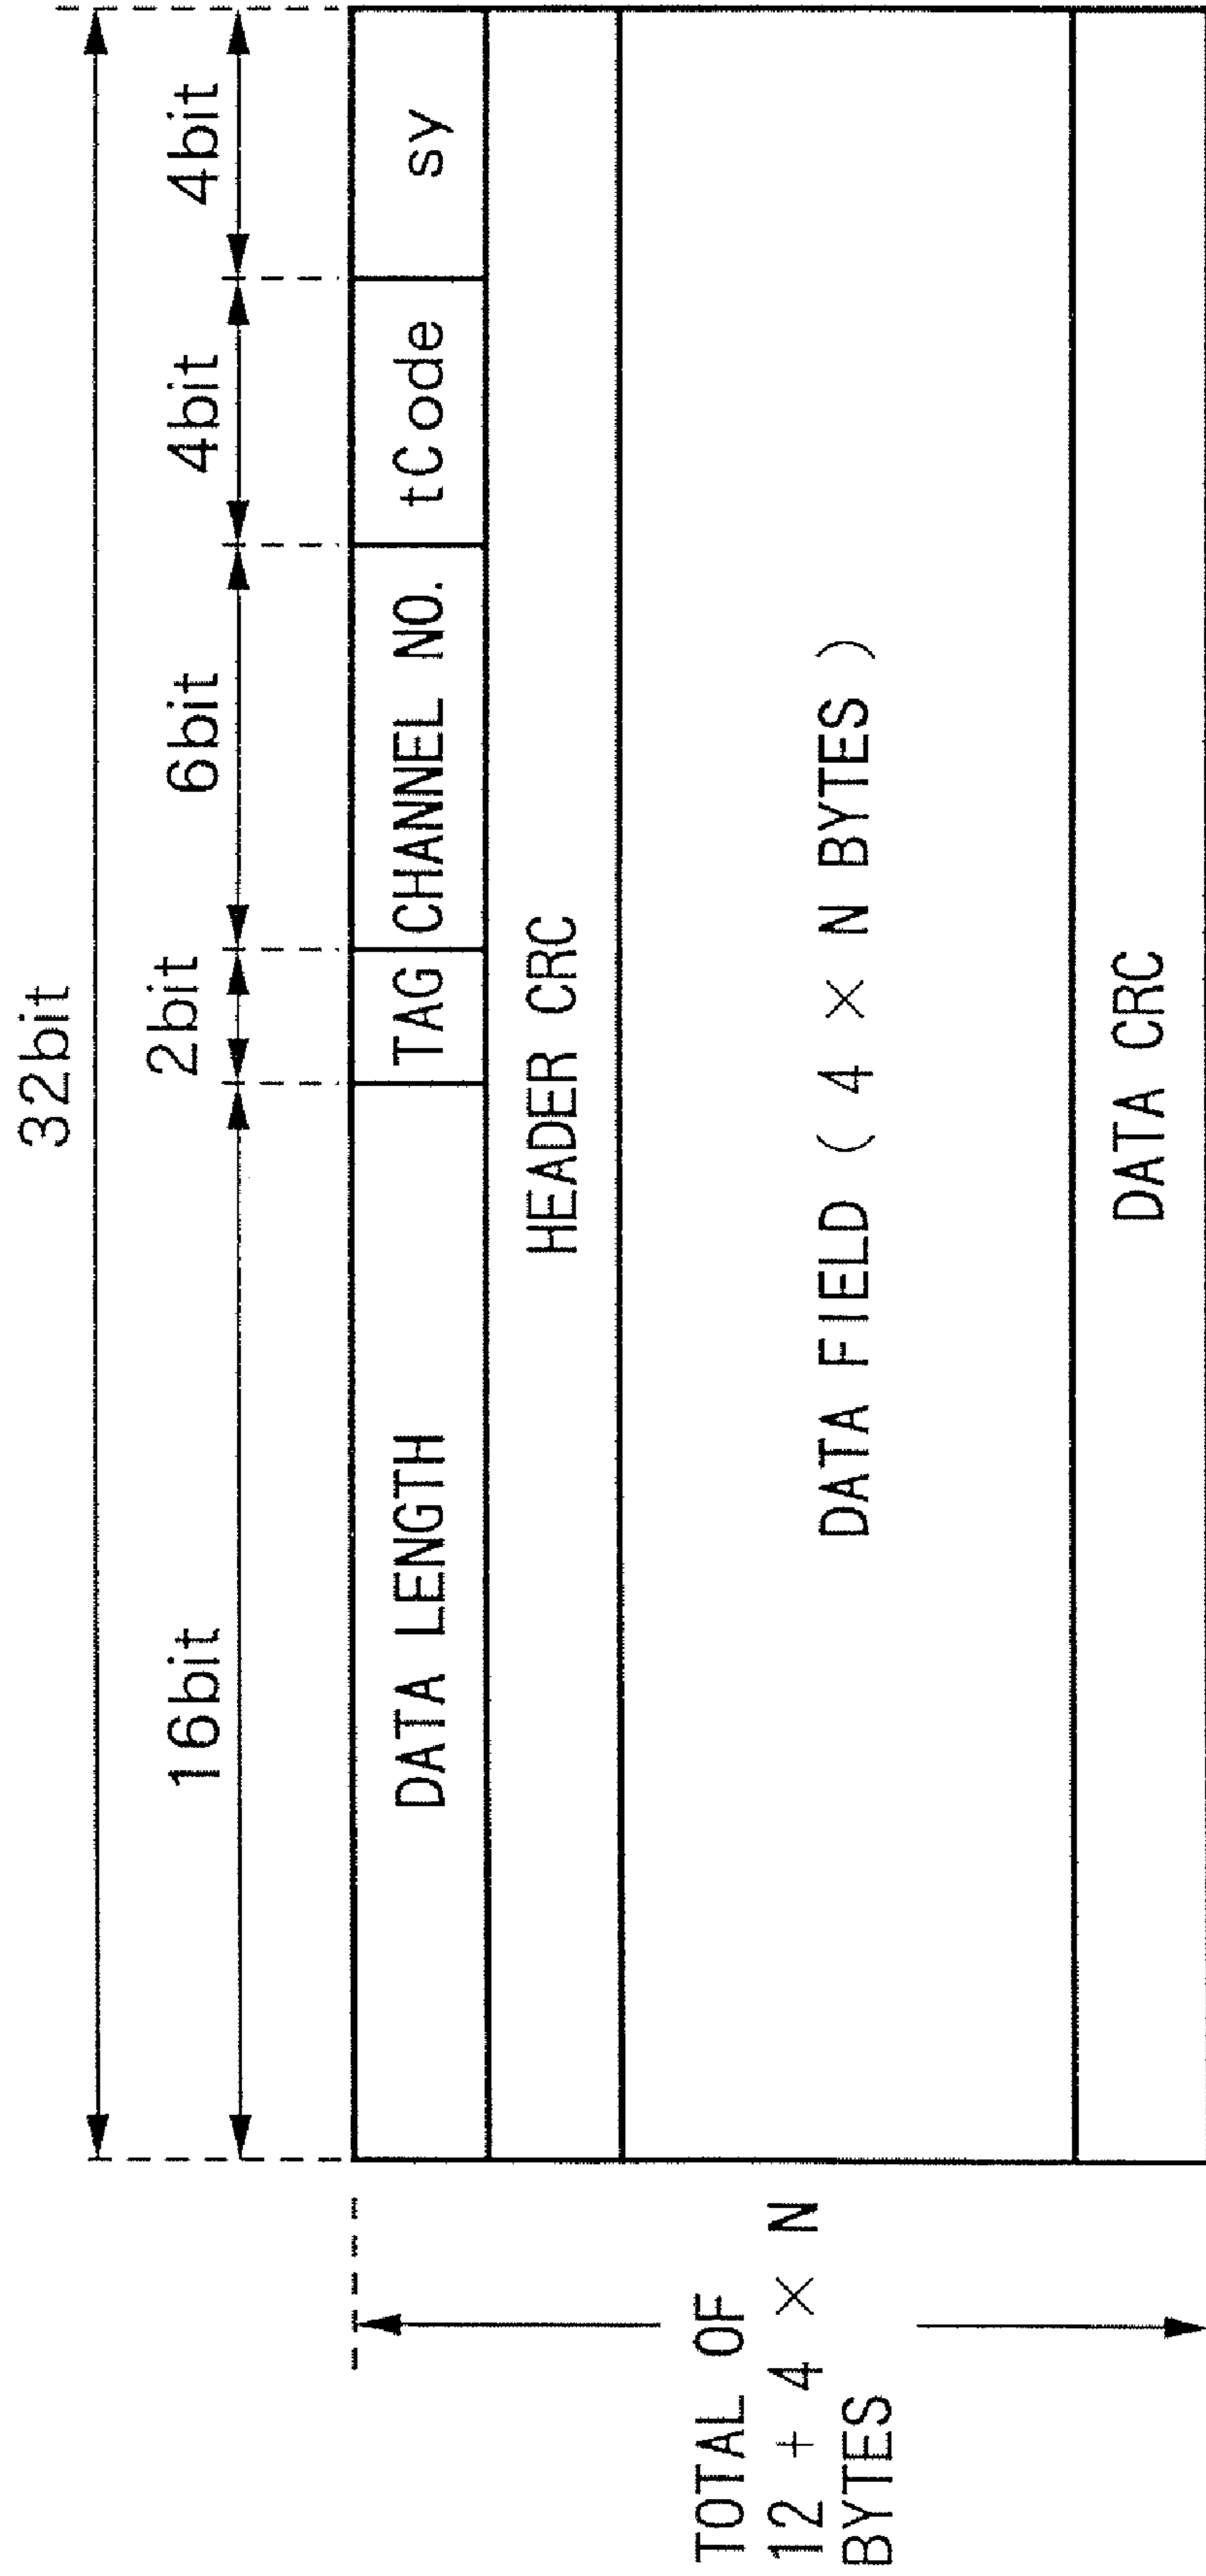 32bit
16bit
2bit
6bit
4bit
4bit
DATA LENGTH
TAG
CHANNEL NO.
tCode
sy
HEADER CRC
DATA FIELD ( 4 × N BYTES )
DATA CRC
TOTAL OF
12 + 4 × N
BYTES